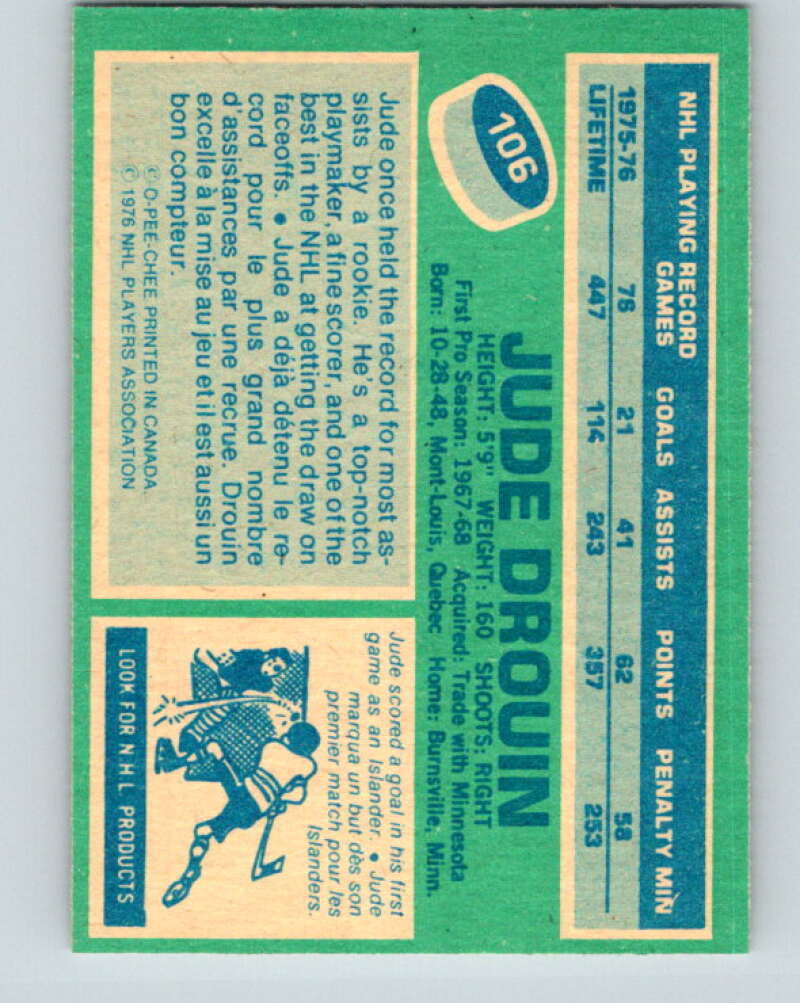 NHL PLAYING RECORD
GAMES GOALS ASSISTS POINTS PENALTY MIN
1975-76 76 21 41 62 58
LIFETIME 447 114 243 357 253
106
JUDE DROUIN
HEIGHT: 5'9" WEIGHT: 160 SHOOTS: RIGHT
First Pro Season: 1967-68 Acquired: Trade with Minnesota
Born: 10-28-48, Mont-Louis, Quebec Home: Burnsville, Minn.
Jude once held the record for most as-
sists by a rookie. He's a top-notch
playmaker, a fine scorer, and one of the
best in the NHL at getting the draw on
faceoffs. • Jude a déjà détenu le re-
cord pour le plus grand nombre
d'assistances par une recrue. Drouin
excelle à la mise au jeu et il est aussi un
bon compteur.
© O-PEE-CHEE PRINTED IN CANADA
© 1976 NHL PLAYERS ASSOCIATION
Jude scored a goal in his first
game as an Islander. • Jude
marqua un but dès son
premier match pour les
Islanders.
LOOK FOR N.H.L PRODUCTS